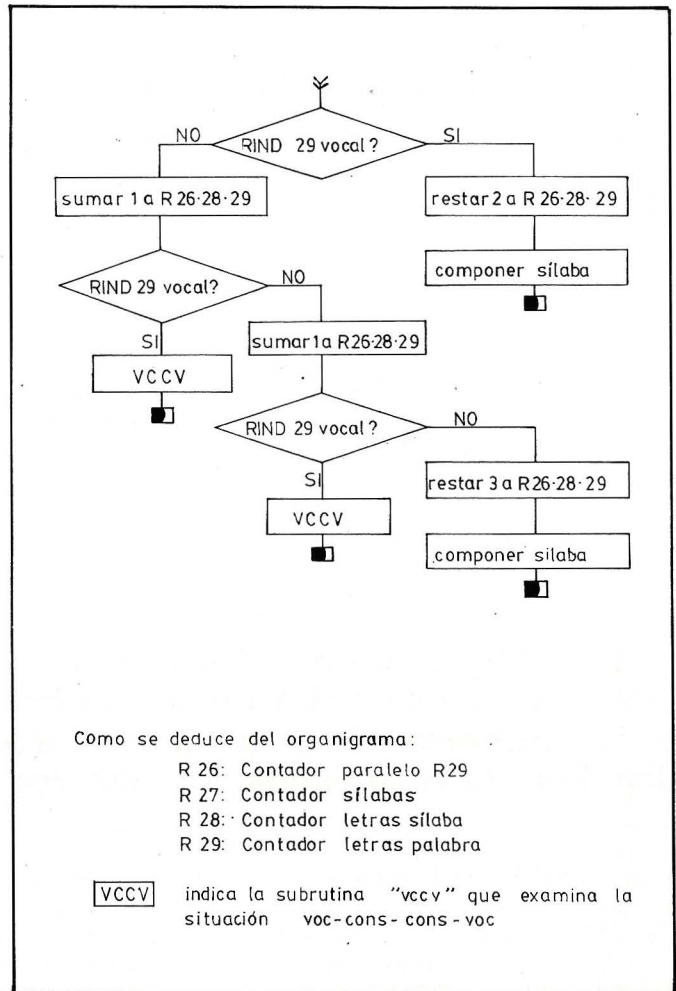 RIND 29 vocal?
NO
SI
sumar 1 a R 26·28·29
restar 2 a R 26·28·29
componer sílaba
RIND 29 vocal?
NO
SI
sumar 1 a R26·28·29
VCCV
RIND 29 vocal?
NO
SI
restar 3 a R26·28·29
VCCV
componer silaba
Como se deduce del organigrama:
R 26: Contador paralelo R29
R 27: Contador sílabas
R 28: Contador letras sílaba
R 29: Contador letras palabra
VCCV indica la subrutina "vccv" que examina la
situación voc-cons-cons-voc